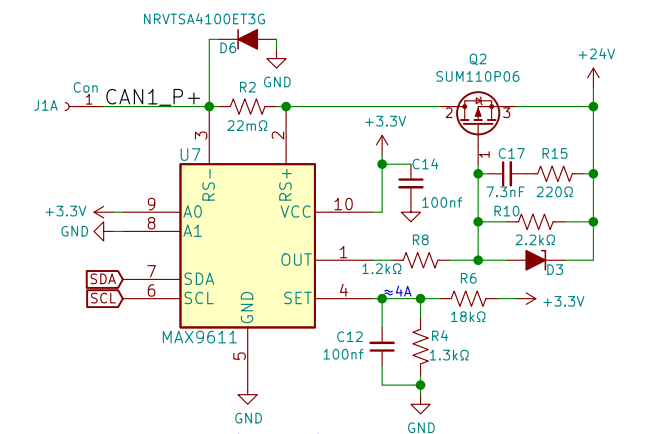 NRVTSA4100ET3G
D6
GND
Q2
SUM110P06
+24V
Con
J1A
1
CAN1_P+
R2
22mΩ
2
3
3
2
1
+3.3V
C14
100nf
C17
7.3nF
R15
220Ω
U7
RS-
RS+
+3.3V
9
A0
VCC
10
GND
8
A1
R10
2.2kΩ
OUT
1
R8
1.2kΩ
D3
SDA
7
SDA
SCL
6
SCL
GND
SET
4
≈4A
R6
18kΩ
+3.3V
MAX9611
5
C12
100nf
R4
1.3kΩ
GND
GND